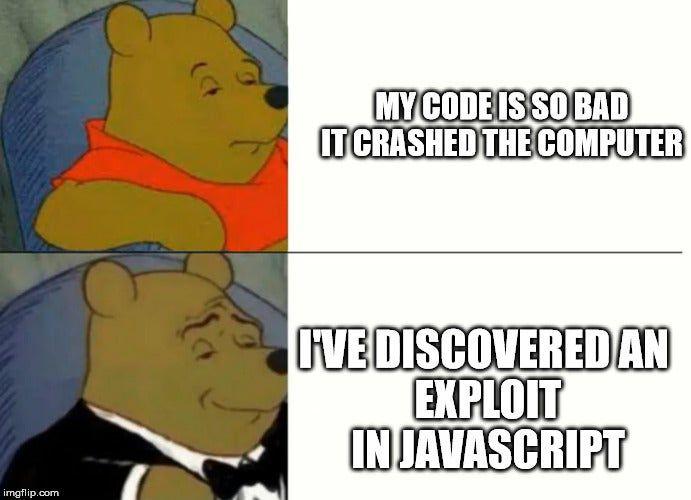 MY CODE IS SO BAD
IT CRASHED THE COMPUTER
I'VE DISCOVERED AN
EXPLOIT
IN JAVASCRIPT
imgflip.com